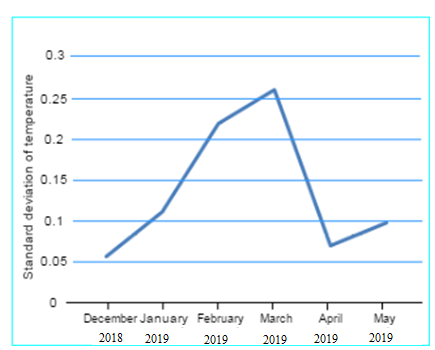 Standard deviation of temperature
0.3
0.25
0.2
0.15
0.1
0.05
0
December January February March April May
2018 2019 2019 2019 2019 2019